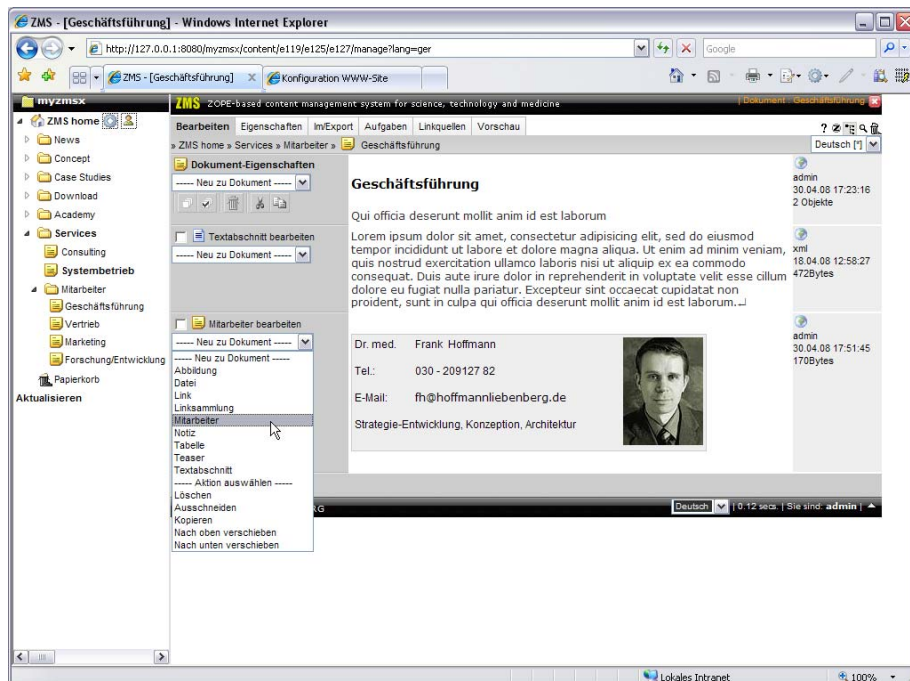 ZMS - [Geschäftsführung] - Windows Internet Explorer
http://127.0.0.1:8080/myzmsx/content/e119/e125/e127/manage?lang=ger
Google
ZMS - [Geschäftsführung]
Konfiguration WWW-Site
myzmsx
ZMS ZOPE-based content management system for science, technology and medicine
| Dokument : Geschäftsführung
ZMS home
News
Concept
Case Studies
Download
Academy
Services
Consulting
Systembetrieb
Mitarbeiter
Geschäftsführung
Vertrieb
Marketing
Forschung/Entwicklung
Papierkorb
Aktualisieren
Bearbeiten Eigenschaften Im/Export Aufgaben Linkquellen Vorschau
» ZMS home » Services » Mitarbeiter » Geschäftsführung
Deutsch [*]
Dokument-Eigenschaften
----- Neu zu Dokument -----
Geschäftsführung
Qui officia deserunt mollit anim id est laborum
admin
30.04.08 17:23:16
2 Objekte
Textabschnitt bearbeiten
----- Neu zu Dokument -----
Lorem ipsum dolor sit amet, consectetur adipisicing elit, sed do eiusmod
tempor incididunt ut labore et dolore magna aliqua. Ut enim ad minim veniam,
quis nostrud exercitation ullamco laboris nisi ut aliquip ex ea commodo
consequat. Duis aute irure dolor in reprehenderit in voluptate velit esse cillum
dolore eu fugiat nulla pariatur. Excepteur sint occaecat cupidatat non
proident, sunt in culpa qui officia deserunt mollit anim id est laborum.↵
xml
18.04.08 12:58:27
472Bytes
Mitarbeiter bearbeiten
----- Neu zu Dokument -----
----- Neu zu Dokument -----
Abbildung
Datei
Link
Linksammlung
Mitarbeiter
Notiz
Tabelle
Teaser
Textabschnitt
----- Aktion auswählen -----
Löschen
Ausschneiden
Kopieren
Nach oben verschieben
Nach unten verschieben
Dr. med. Frank Hoffmann
Tel.: 030 - 209127 82
E-Mail: fh@hoffmannliebenberg.de
Strategie-Entwicklung, Konzeption, Architektur
admin
30.04.08 17:51:45
170Bytes
RG
Deutsch | 0.12 secs. | Sie sind: admin |
Lokales Intranet
100%